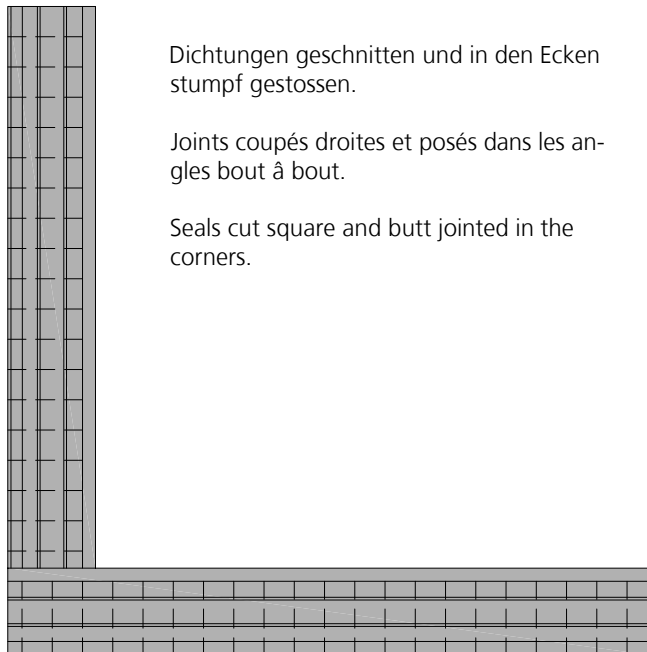 Dichtungen geschnitten und in den Ecken
stumpf gestossen.
Joints coupés droites et posés dans les an-
gles bout â bout.
Seals cut square and butt jointed in the
corners.